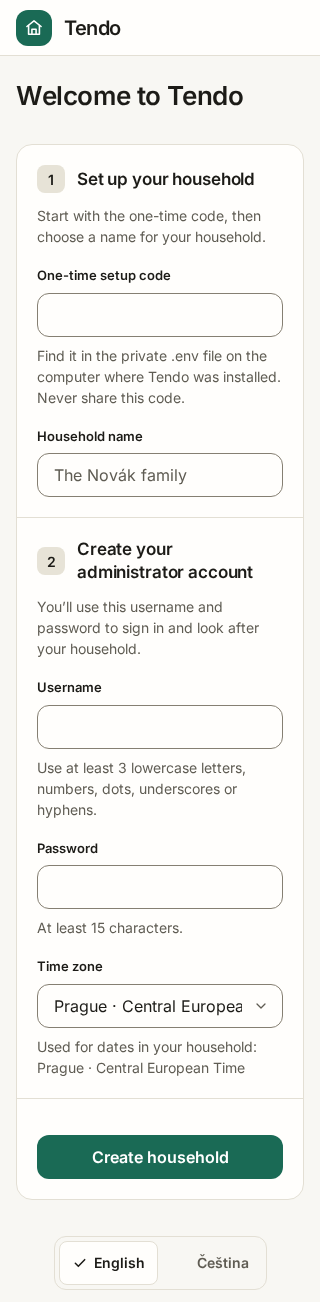 Tendo
Welcome to Tendo
1 Set up your household
Start with the one-time code, then
choose a name for your household.
One-time setup code
Find it in the private .env file on the
computer where Tendo was installed.
Never share this code.
Household name
The Novák family
2 Create your
administrator account
You’ll use this username and
password to sign in and look after
your household.
Username
Use at least 3 lowercase letters,
numbers, dots, underscores or
hyphens.
Password
At least 15 characters.
Time zone
Prague · Central Europea
Used for dates in your household:
Prague · Central European Time
Create household
English Čeština